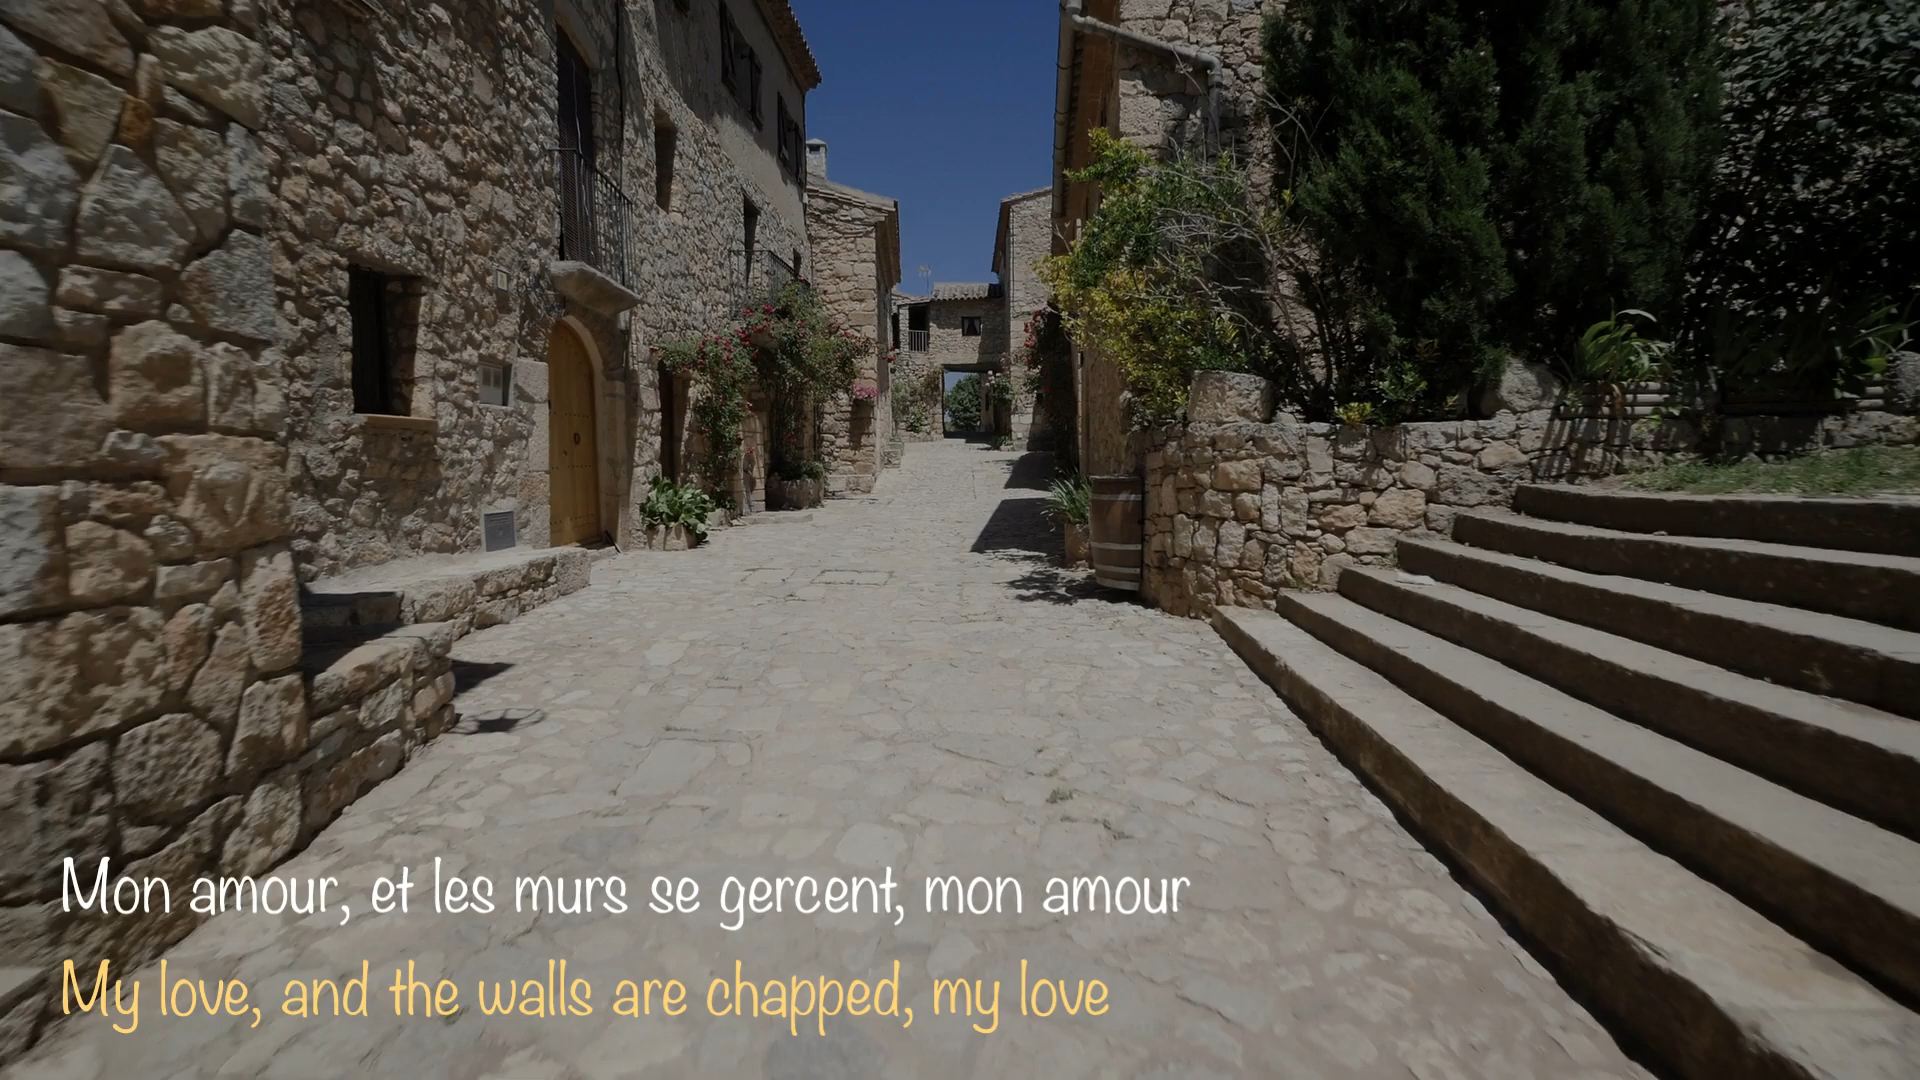 Mon amour, et les murs se gercent, mon amour
My love, and the walls are chapped, my love